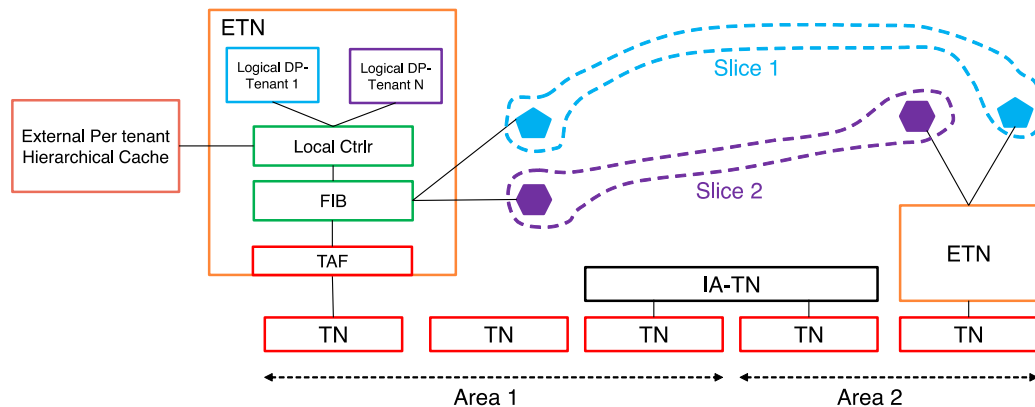 ETN
Logical DP-
Tenant 1
Logical DP-
Tenant N
Slice 1
External Per tenant
Hierarchical Cache
Local Ctrlr
FIB
Slice 2
TAF
ETN
IA-TN
TN
TN
TN
TN
TN
Area 1
Area 2